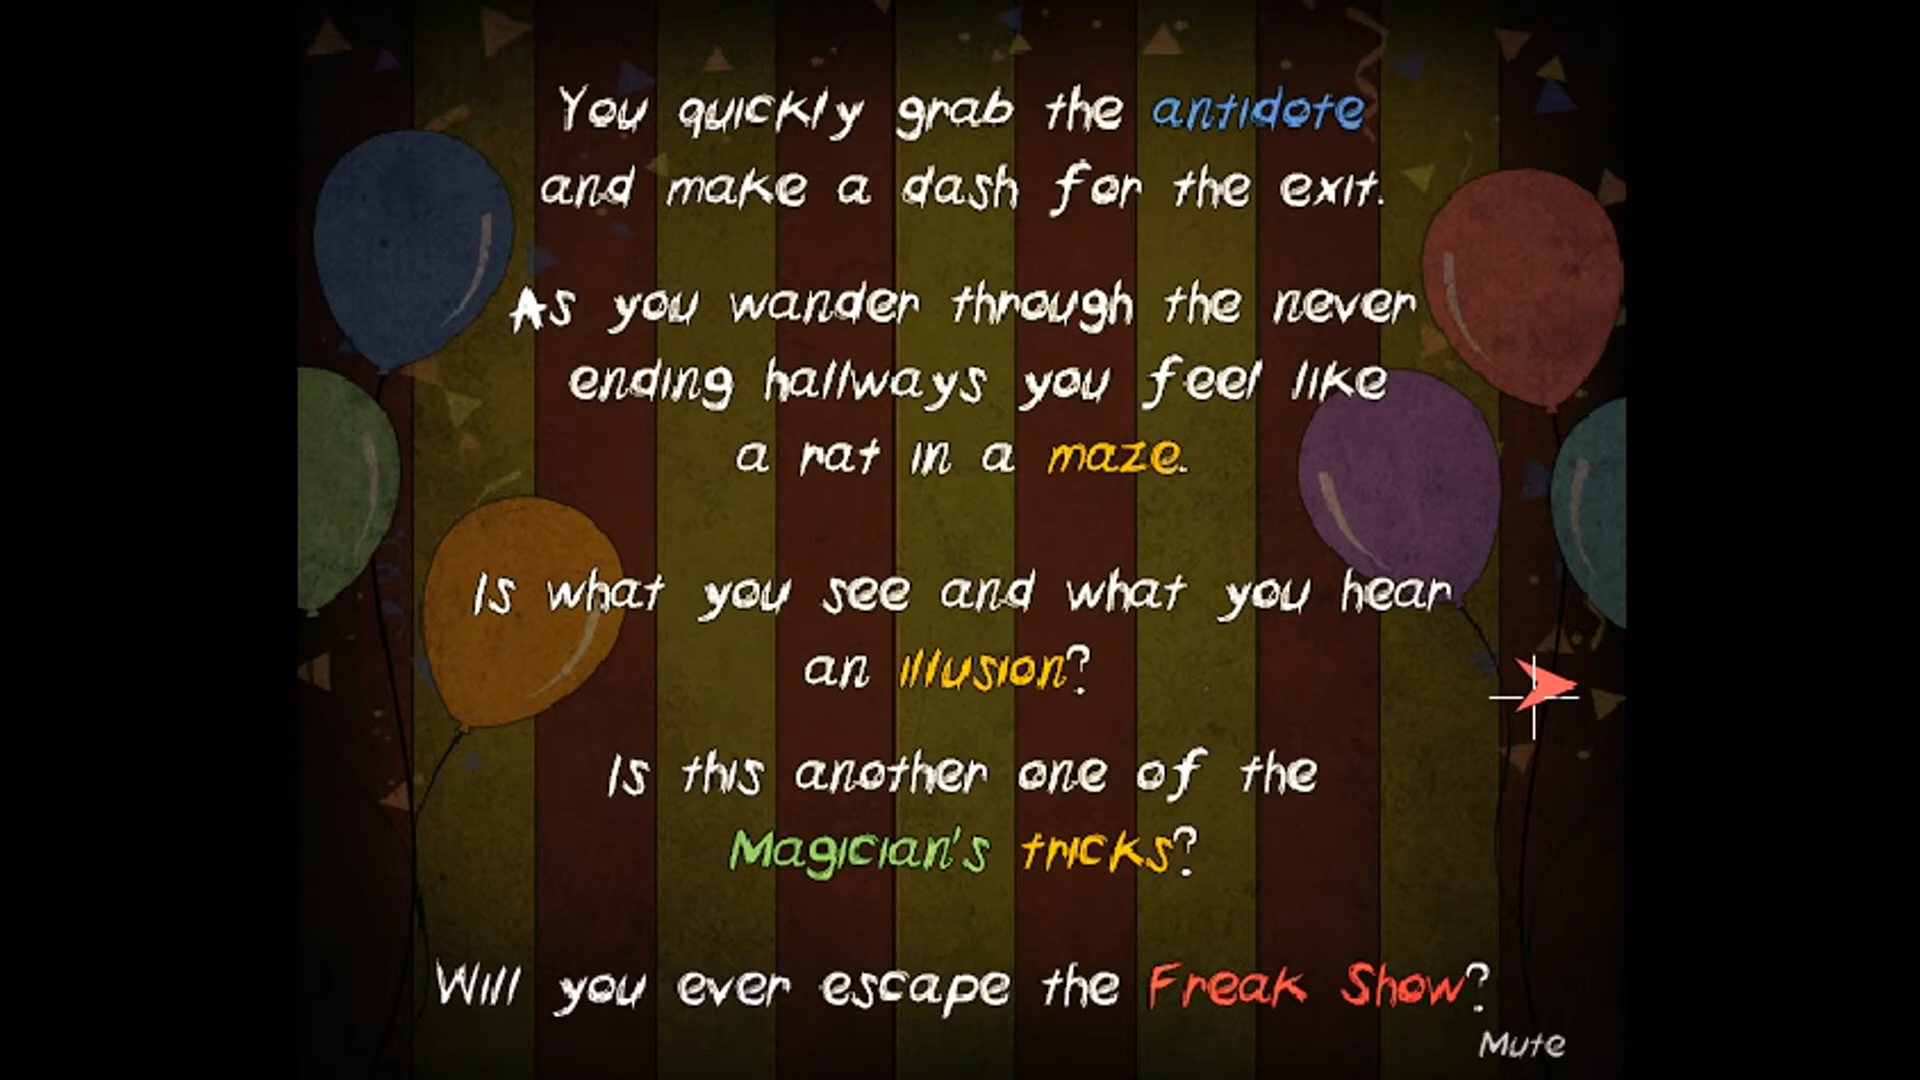 You quickly grab the antidote
and make a dash for the exit.
As you wander through the never
ending hallways you feel like
a rat in a maze.
Is what you see and what you hear
an illusion?
Is this another one of the
Magician's tricks?
Will you ever escape the Freak Show?
Mute